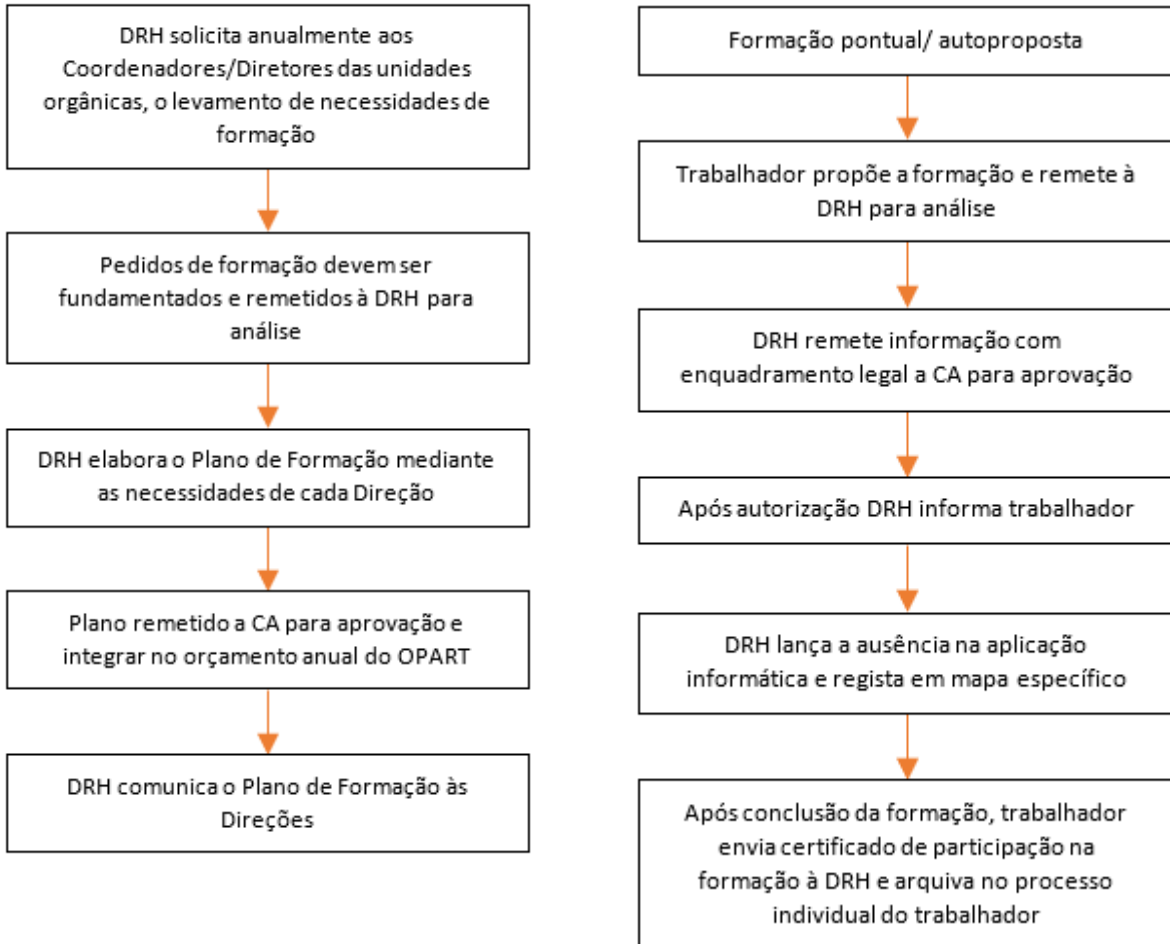 DRH solicita anualmente aos
Coordenadores/Diretores das unidades
orgânicas, o levamento de necessidades de
formação
Pedidos de formação devem ser
fundamentados e remetidos à DRH para
análise
DRH elabora o Plano de Formação mediante
as necessidades de cada Direção
Plano remetido a CA para aprovação e
integrar no orçamento anual do OPART
DRH comunica o Plano de Formação às
Direções
Formação pontual/ autoproposta
Trabalhador propõe a formação e remete à
DRH para análise
DRH remete informação com
enquadramento legal a CA para aprovação
Após autorização DRH informa trabalhador
DRH lança a ausência na aplicação
informática e regista em mapa específico
Após conclusão da formação, trabalhador
envia certificado de participação na
formação à DRH e arquiva no processo
individual do trabalhador